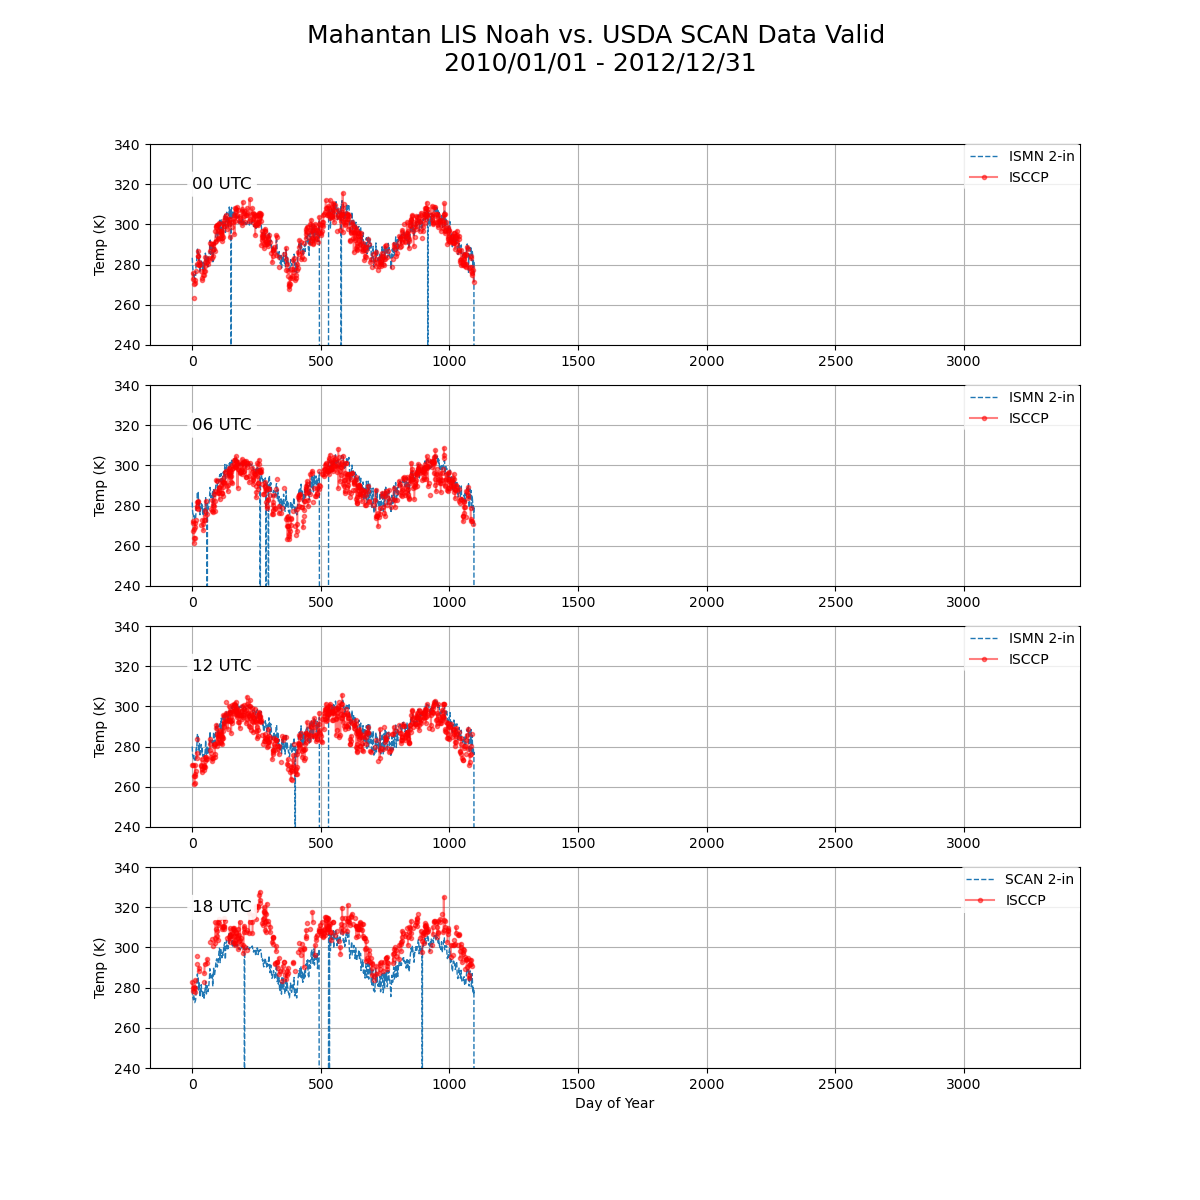 Mahantan LIS Noah vs. USDA SCAN Data Valid
2010/01/01 - 2012/12/31
340
320
300
280
260
240
Temp (K)
00 UTC
ISMN 2-in
ISCCP
0 500 1000 1500 2000 2500 3000
340
320
300
280
260
240
Temp (K)
06 UTC
ISMN 2-in
ISCCP
0 500 1000 1500 2000 2500 3000
340
320
300
280
260
240
Temp (K)
12 UTC
ISMN 2-in
ISCCP
0 500 1000 1500 2000 2500 3000
340
320
300
280
260
240
Temp (K)
18 UTC
SCAN 2-in
ISCCP
0 500 1000 1500 2000 2500 3000
Day of Year